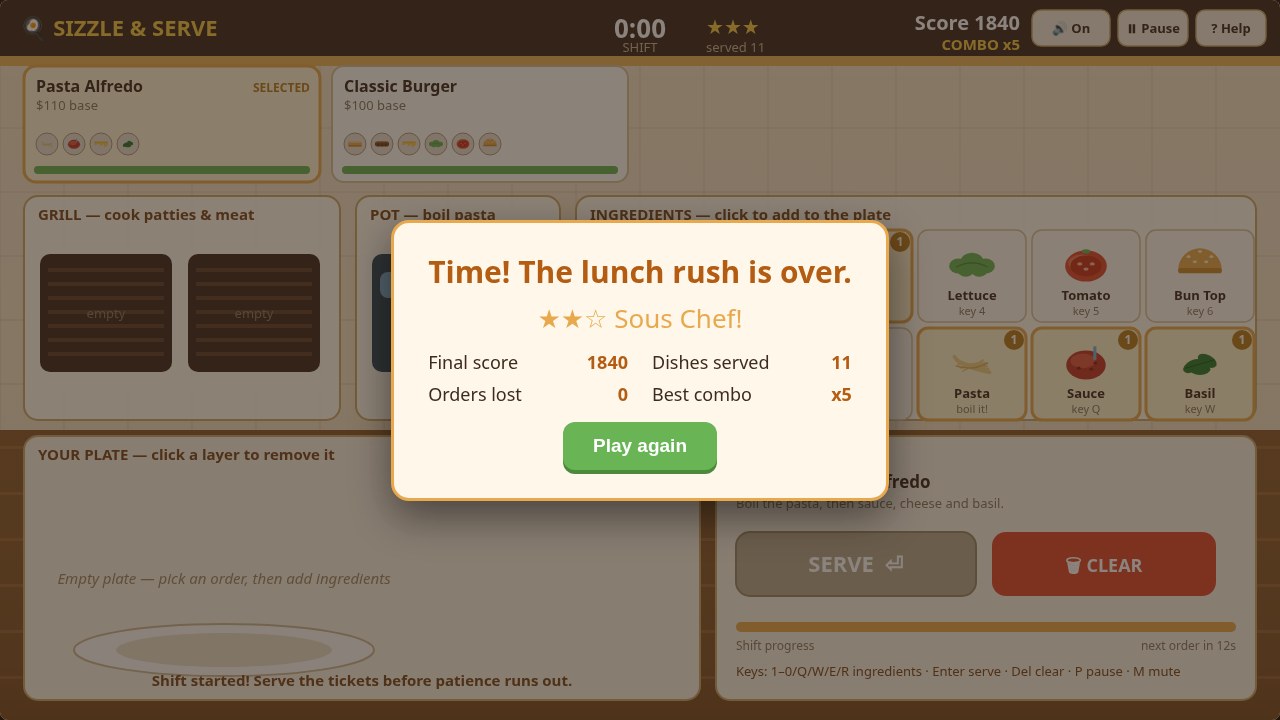 🍳 SIZZLE & SERVE
0:00
SHIFT
★★★
served 11
Score 1840
COMBO x5
🔊 On
⏸ Pause
? Help
Pasta Alfredo
SELECTED
$110 base
Classic Burger
$100 base
GRILL — cook patties & meat
empty
empty
POT — boil pasta
INGREDIENTS — click to add to the plate
1
Lettuce
key 4
Tomato
key 5
Bun Top
key 6
1
Pasta
boil it!
1
Sauce
key Q
1
Basil
key W
Time! The lunch rush is over.
★★☆ Sous Chef!
Final score 1840 Dishes served 11
Orders lost 0 Best combo x5
Play again
YOUR PLATE — click a layer to remove it
Empty plate — pick an order, then add ingredients
Shift started! Serve the tickets before patience runs out.
Boil the pasta, then sauce, cheese and basil.
SERVE ⏎
🗑 CLEAR
Shift progress
next order in 12s
Keys: 1–0/Q/W/E/R ingredients · Enter serve · Del clear · P pause · M mute